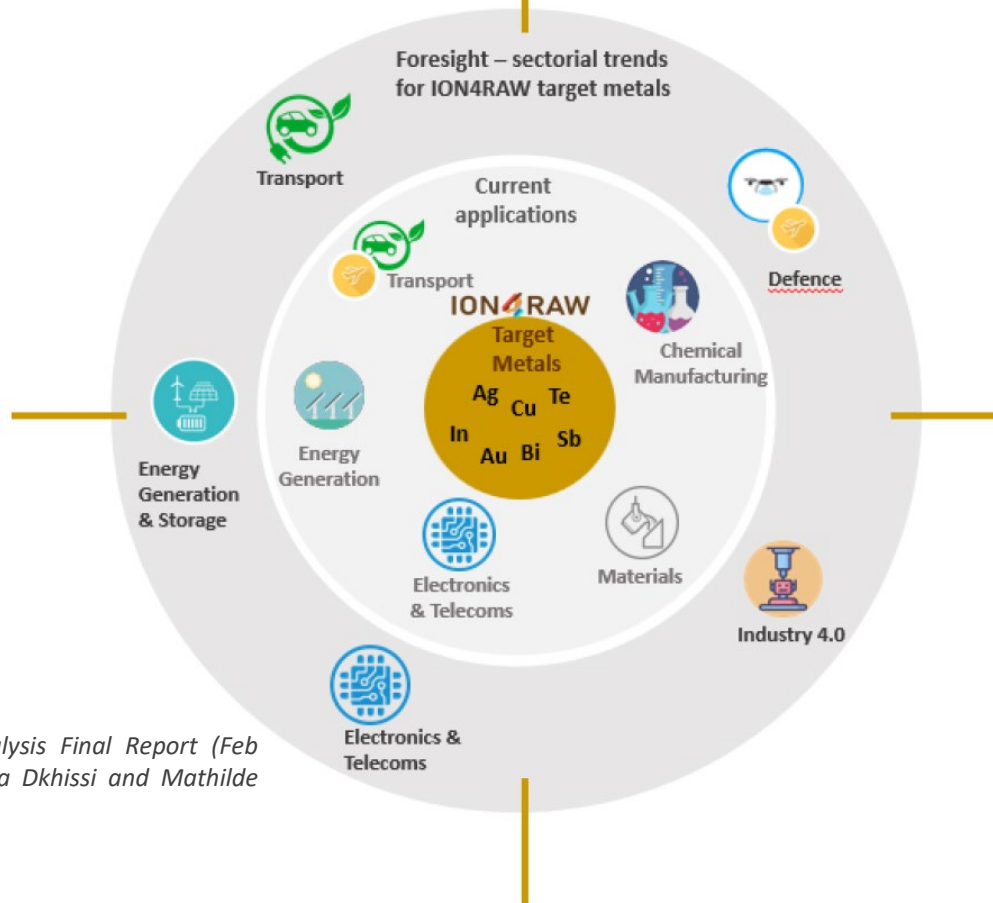 Foresight – sectorial trends
for ION4RAW target metals
Transport
Current
applications
Transport
Defence
ION4RAW
Target
Metals
Chemical
Manufacturing
Ag Cu Te
In Au Bi Sb
Energy
Generation
Energy
Generation
& Storage
Electronics
& Telecoms
Materials
Industry 4.0
Electronics &
Telecoms
alysis Final Report (Feb
a Dkhissi and Mathilde